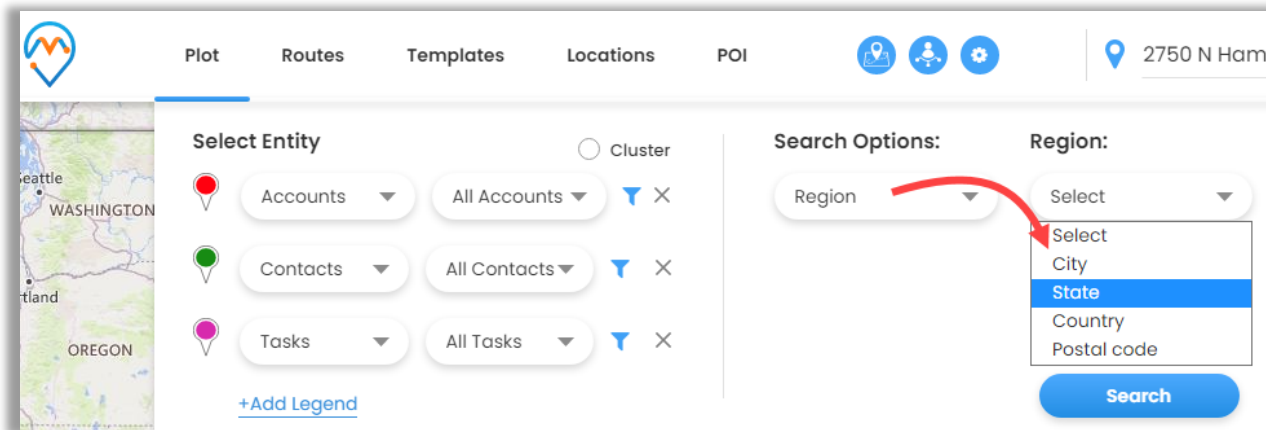 Plot Routes Templates Locations POI 2750 N Ham
Select Entity
Cluster
Search Options:
Region:
Accounts All Accounts
Region
Select
Contacts All Contacts
Tasks All Tasks
+Add Legend
Select
City
State
Country
Postal code
Search
eattle
WASHINGTON
rtland
OREGON